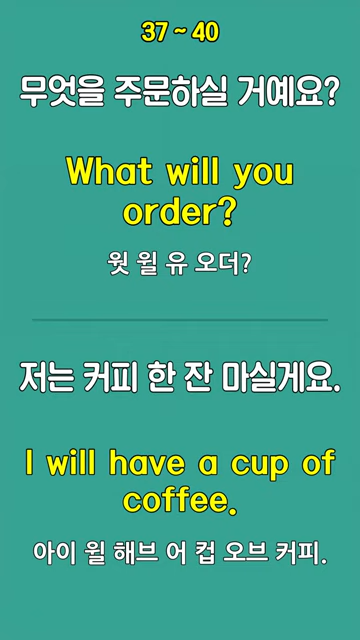 37 ~ 40
무엇을 주문하실 거예요?
What will you
order?
웟 윌 유 오더?
저는 커피 한 잔 마실게요.
I will have a cup of
coffee.
아이 윌 해브 어 컵 오브 커피.